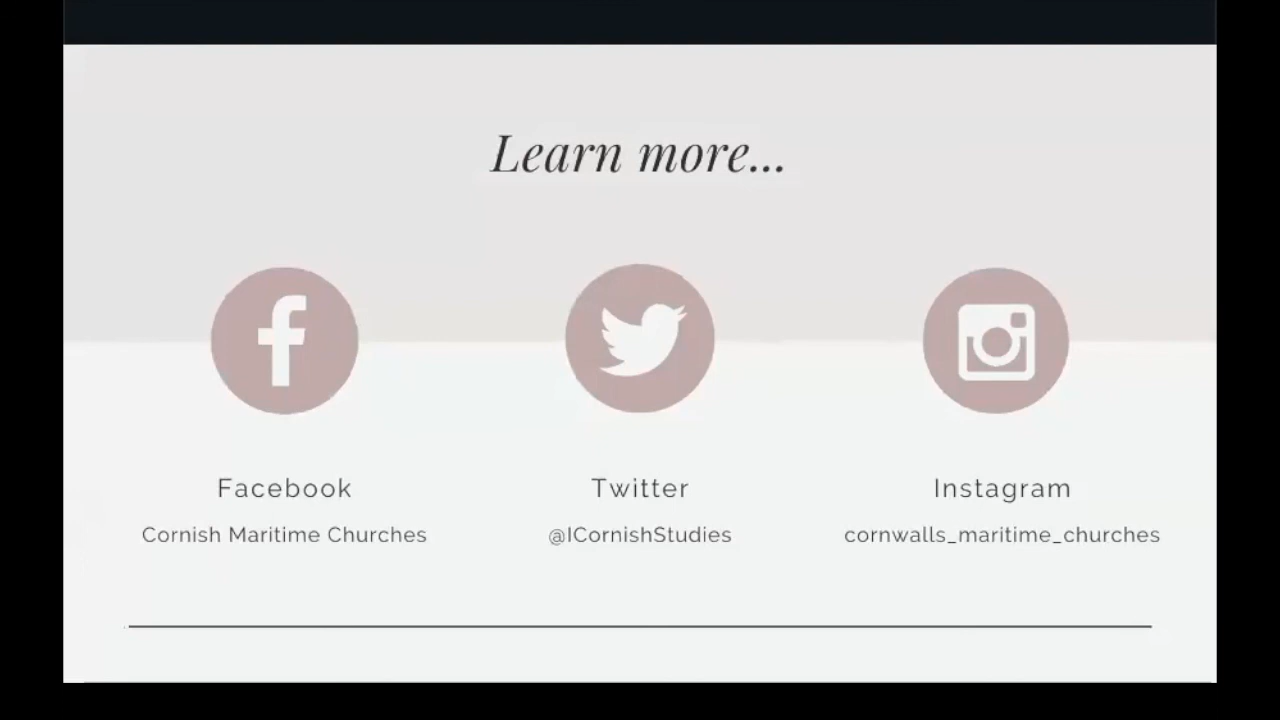 Learn more...
Facebook
Twitter
Instagram
Cornish Maritime Churches
@ICornishStudies
cornwalls_maritime_churches